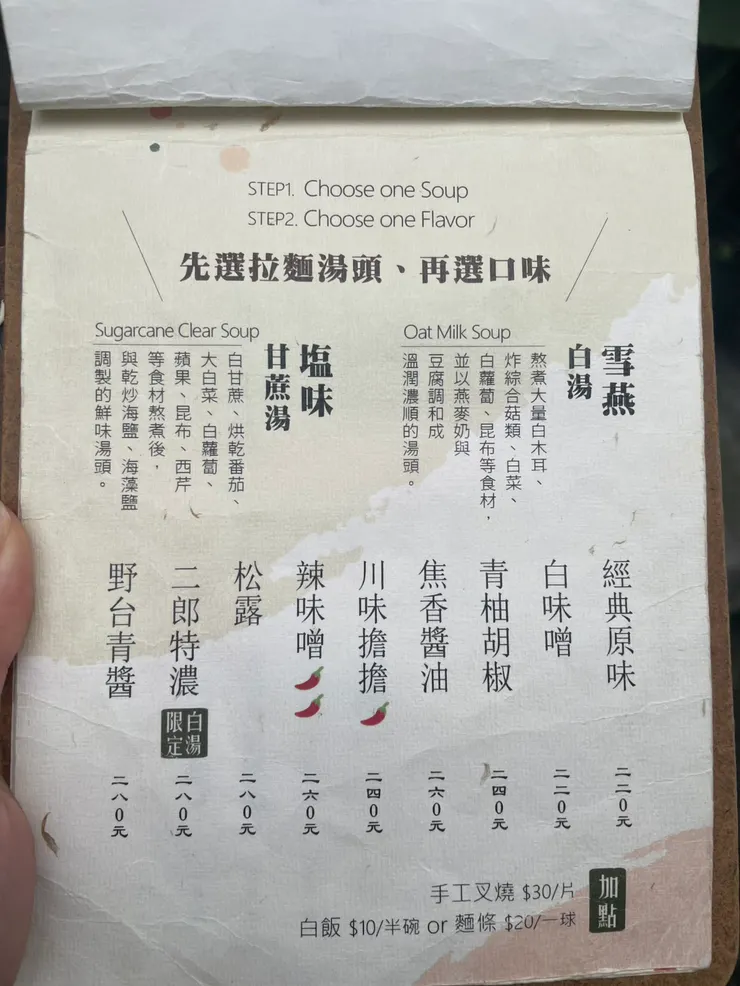 STEP1. Choose one Soup
STEP2. Choose one Flavor
先選拉麵湯頭、再選口味
Oat Milk Soup
雪燕
白湯
熬煮大量白木耳、
炸綜合菇類、白菜、
白蘿蔔、昆布等食材，
並以燕麥奶與
豆腐調和成
溫潤濃順的湯頭。
Sugarcane Clear Soup
塩味
甘蔗湯
白甘蔗、烘乾番茄、
大白菜、白蘿蔔、
蘋果、昆布、西芹
等食材熬煮後，
與乾炒海鹽、海藻鹽
調製的鮮味湯頭。
經典原味 二二0元
白味噌 二二0元
青柚胡椒 二四0元
焦香醬油 二六0元
川味擔擔 二四0元
辣味噌 二六0元
松露 二八0元
二郎特濃 白湯限定 二八0元
野台青醬 二八0元
加點
手工叉燒 $30/片
白飯 $10/半碗 or 麵條 $20/一球